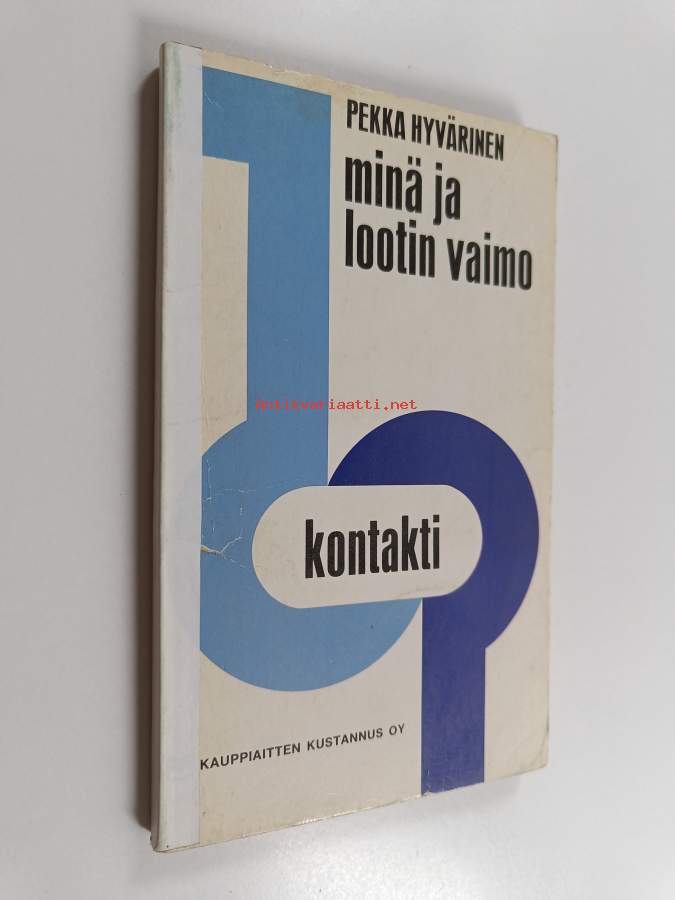 PEKKA HYVÄRINEN
minä ja
lootin vaimo
Antikvariaatti.net
kontakti
KAUPPIAITTEN KUSTANNUS OY